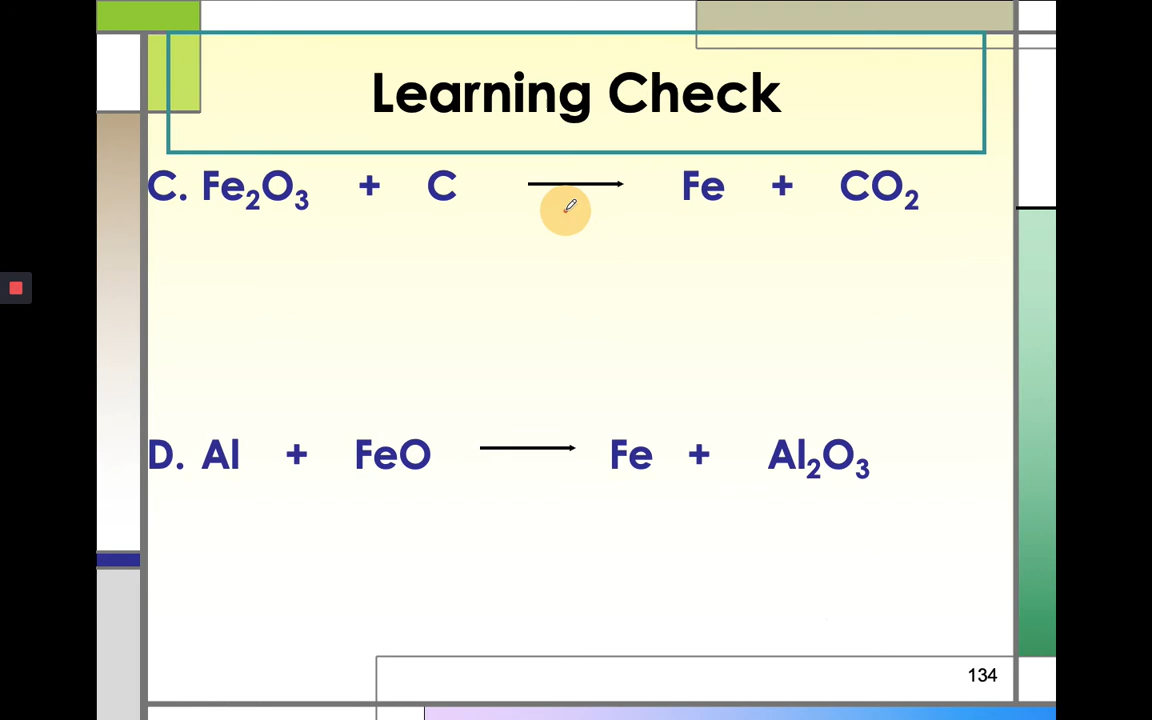 Learning Check
C. Fe₂O₃ + C ⟶ Fe + CO₂
D. Al + FeO ⟶ Fe + Al₂O₃
134